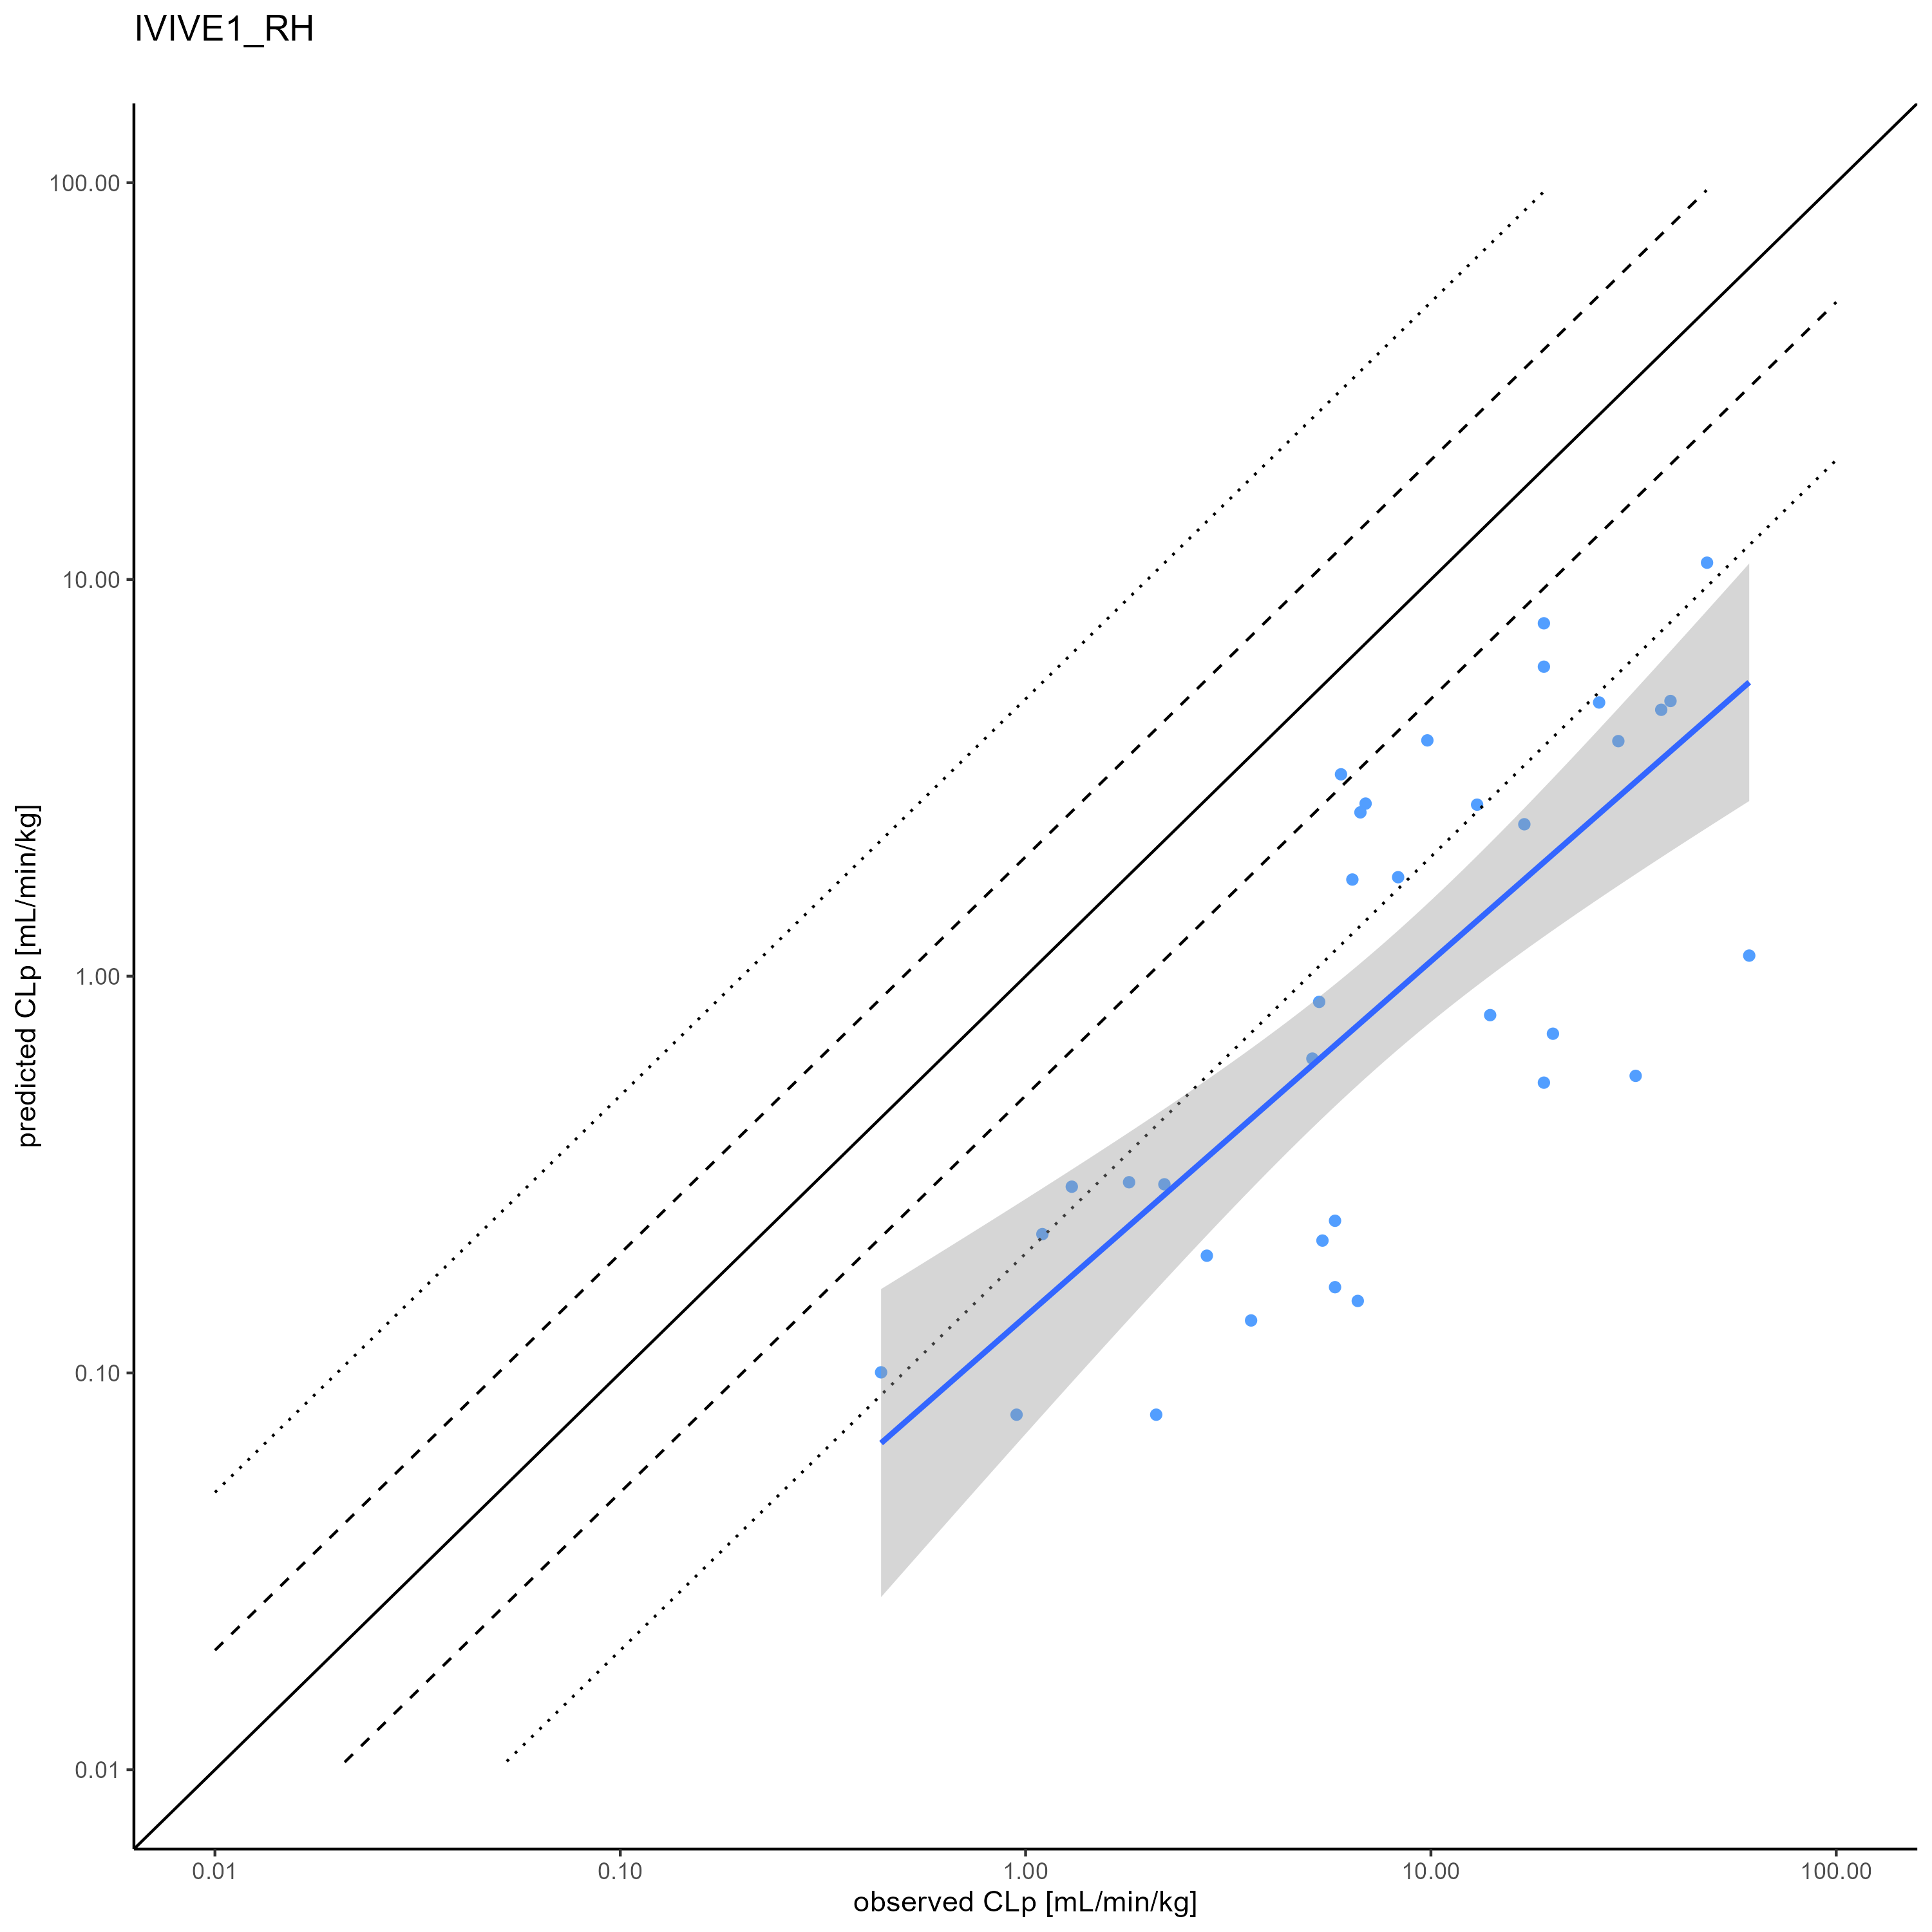 IVIVE1_RH
100.00
10.00
1.00
0.10
0.01
predicted CLp [mL/min/kg]
0.01 0.10 1.00 10.00 100.00
observed CLp [mL/min/kg]